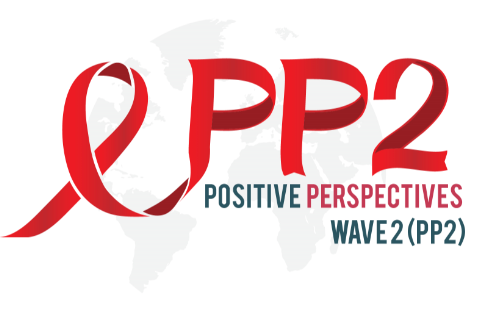 PP2
POSITIVE PERSPECTIVES
WAVE 2 (PP2)